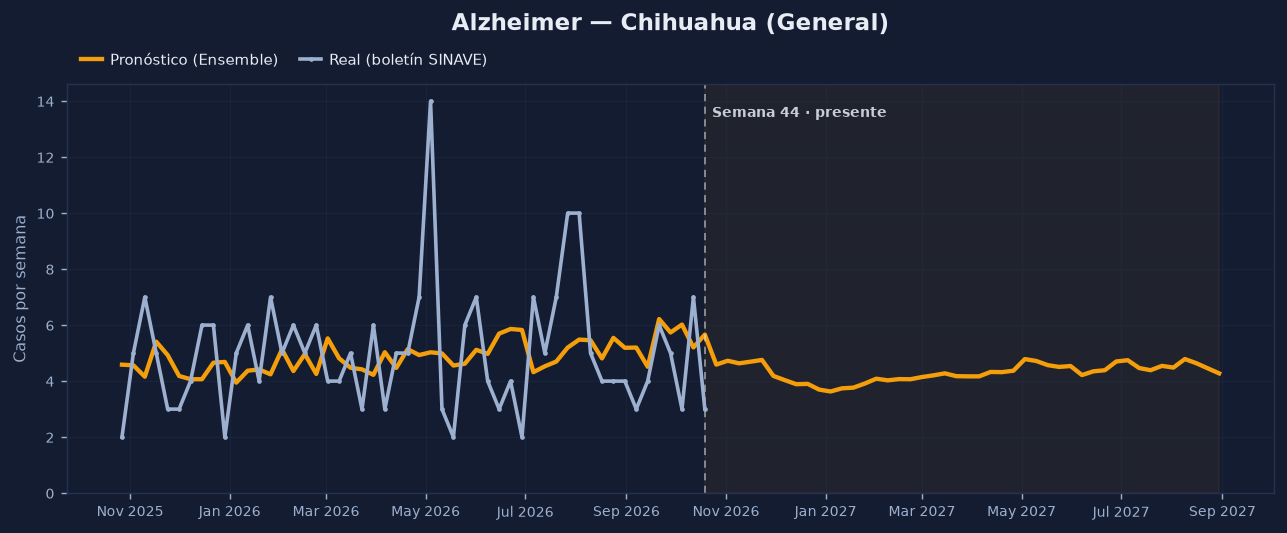 Alzheimer — Chihuahua (General)
Pronóstico (Ensemble) Real (boletín SINAVE)
Semana 44 · presente
Casos por semana
14
12
10
8
6
4
2
0
Nov 2025 Jan 2026 Mar 2026 May 2026 Jul 2026 Sep 2026 Nov 2026 Jan 2027 Mar 2027 May 2027 Jul 2027 Sep 2027